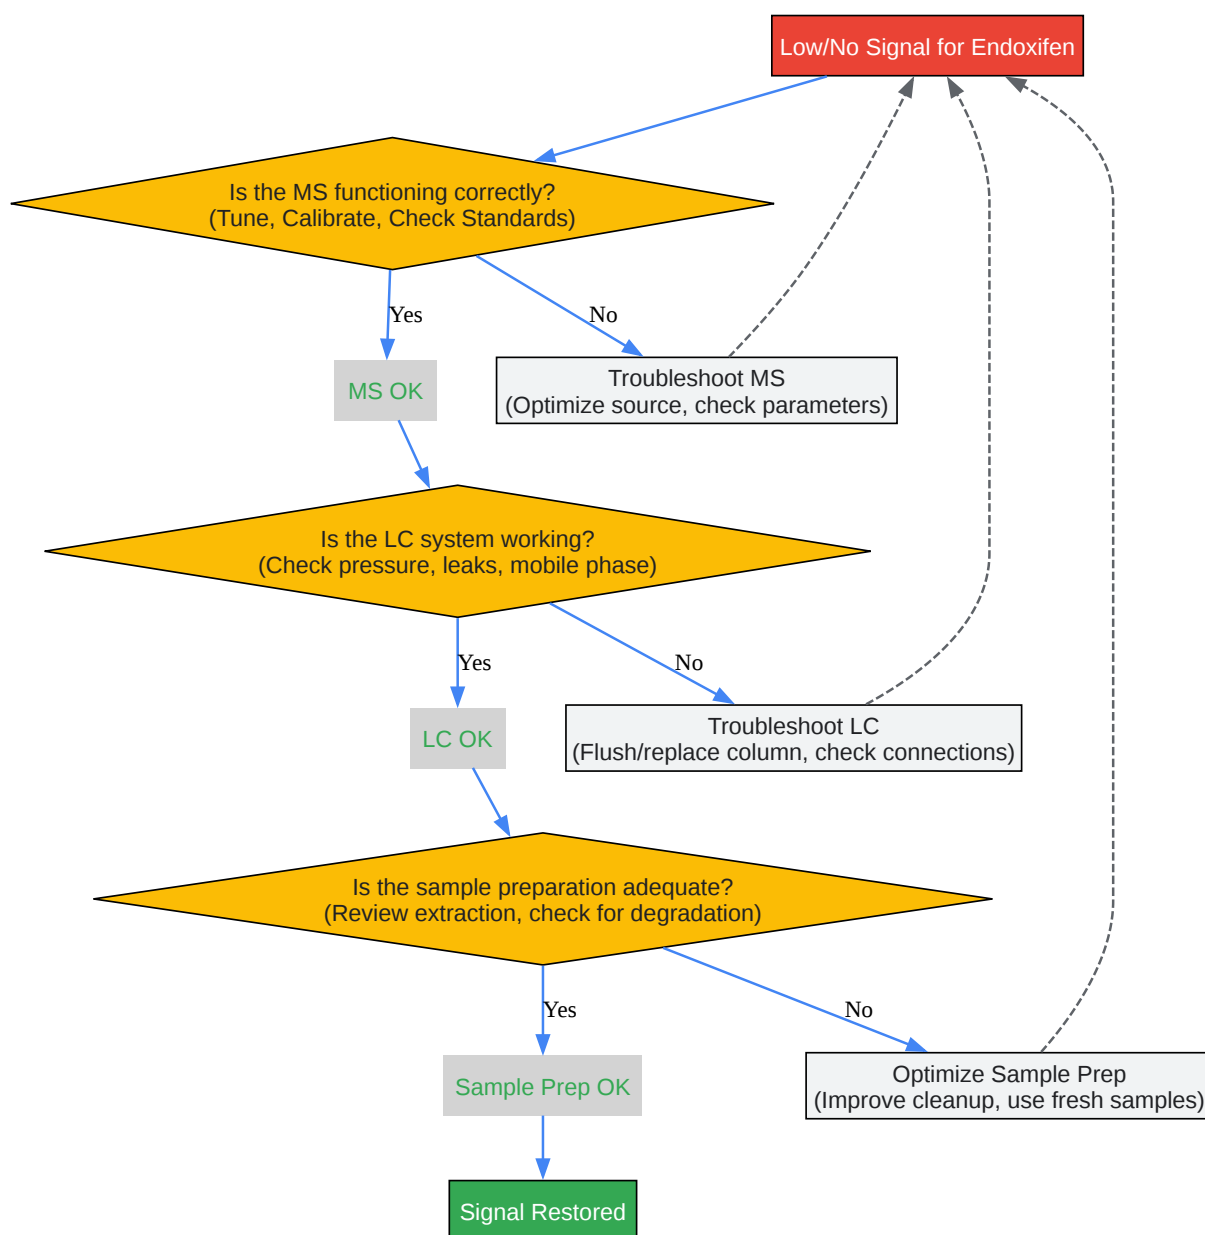 Low/No Signal for Endoxifen
Is the MS functioning correctly?
(Tune, Calibrate, Check Standards)
Yes
No
MS OK
Troubleshoot MS
(Optimize source, check parameters)
Is the LC system working?
(Check pressure, leaks, mobile phase)
Yes
No
LC OK
Troubleshoot LC
(Flush/replace column, check connections)
Is the sample preparation adequate?
(Review extraction, check for degradation)
Yes
No
Sample Prep OK
Optimize Sample Prep
(Improve cleanup, use fresh samples)
Signal Restored